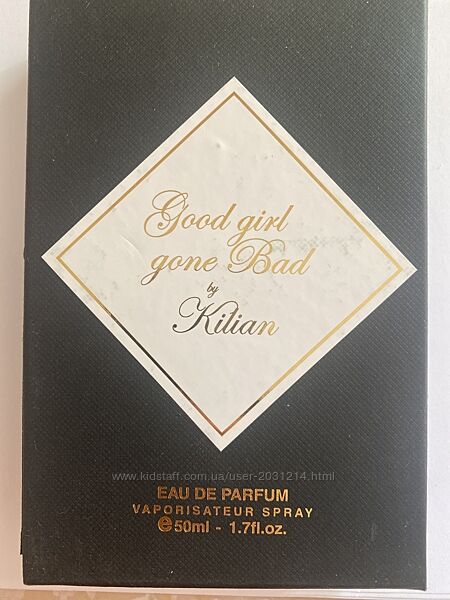 Good girl
gone Bad
by
Kilian
www.kidstaff.com.ua/user-2031214.html
EAU DE PARFUM
VAPORISATEUR SPRAY
e50ml - 1.7fl.oz.